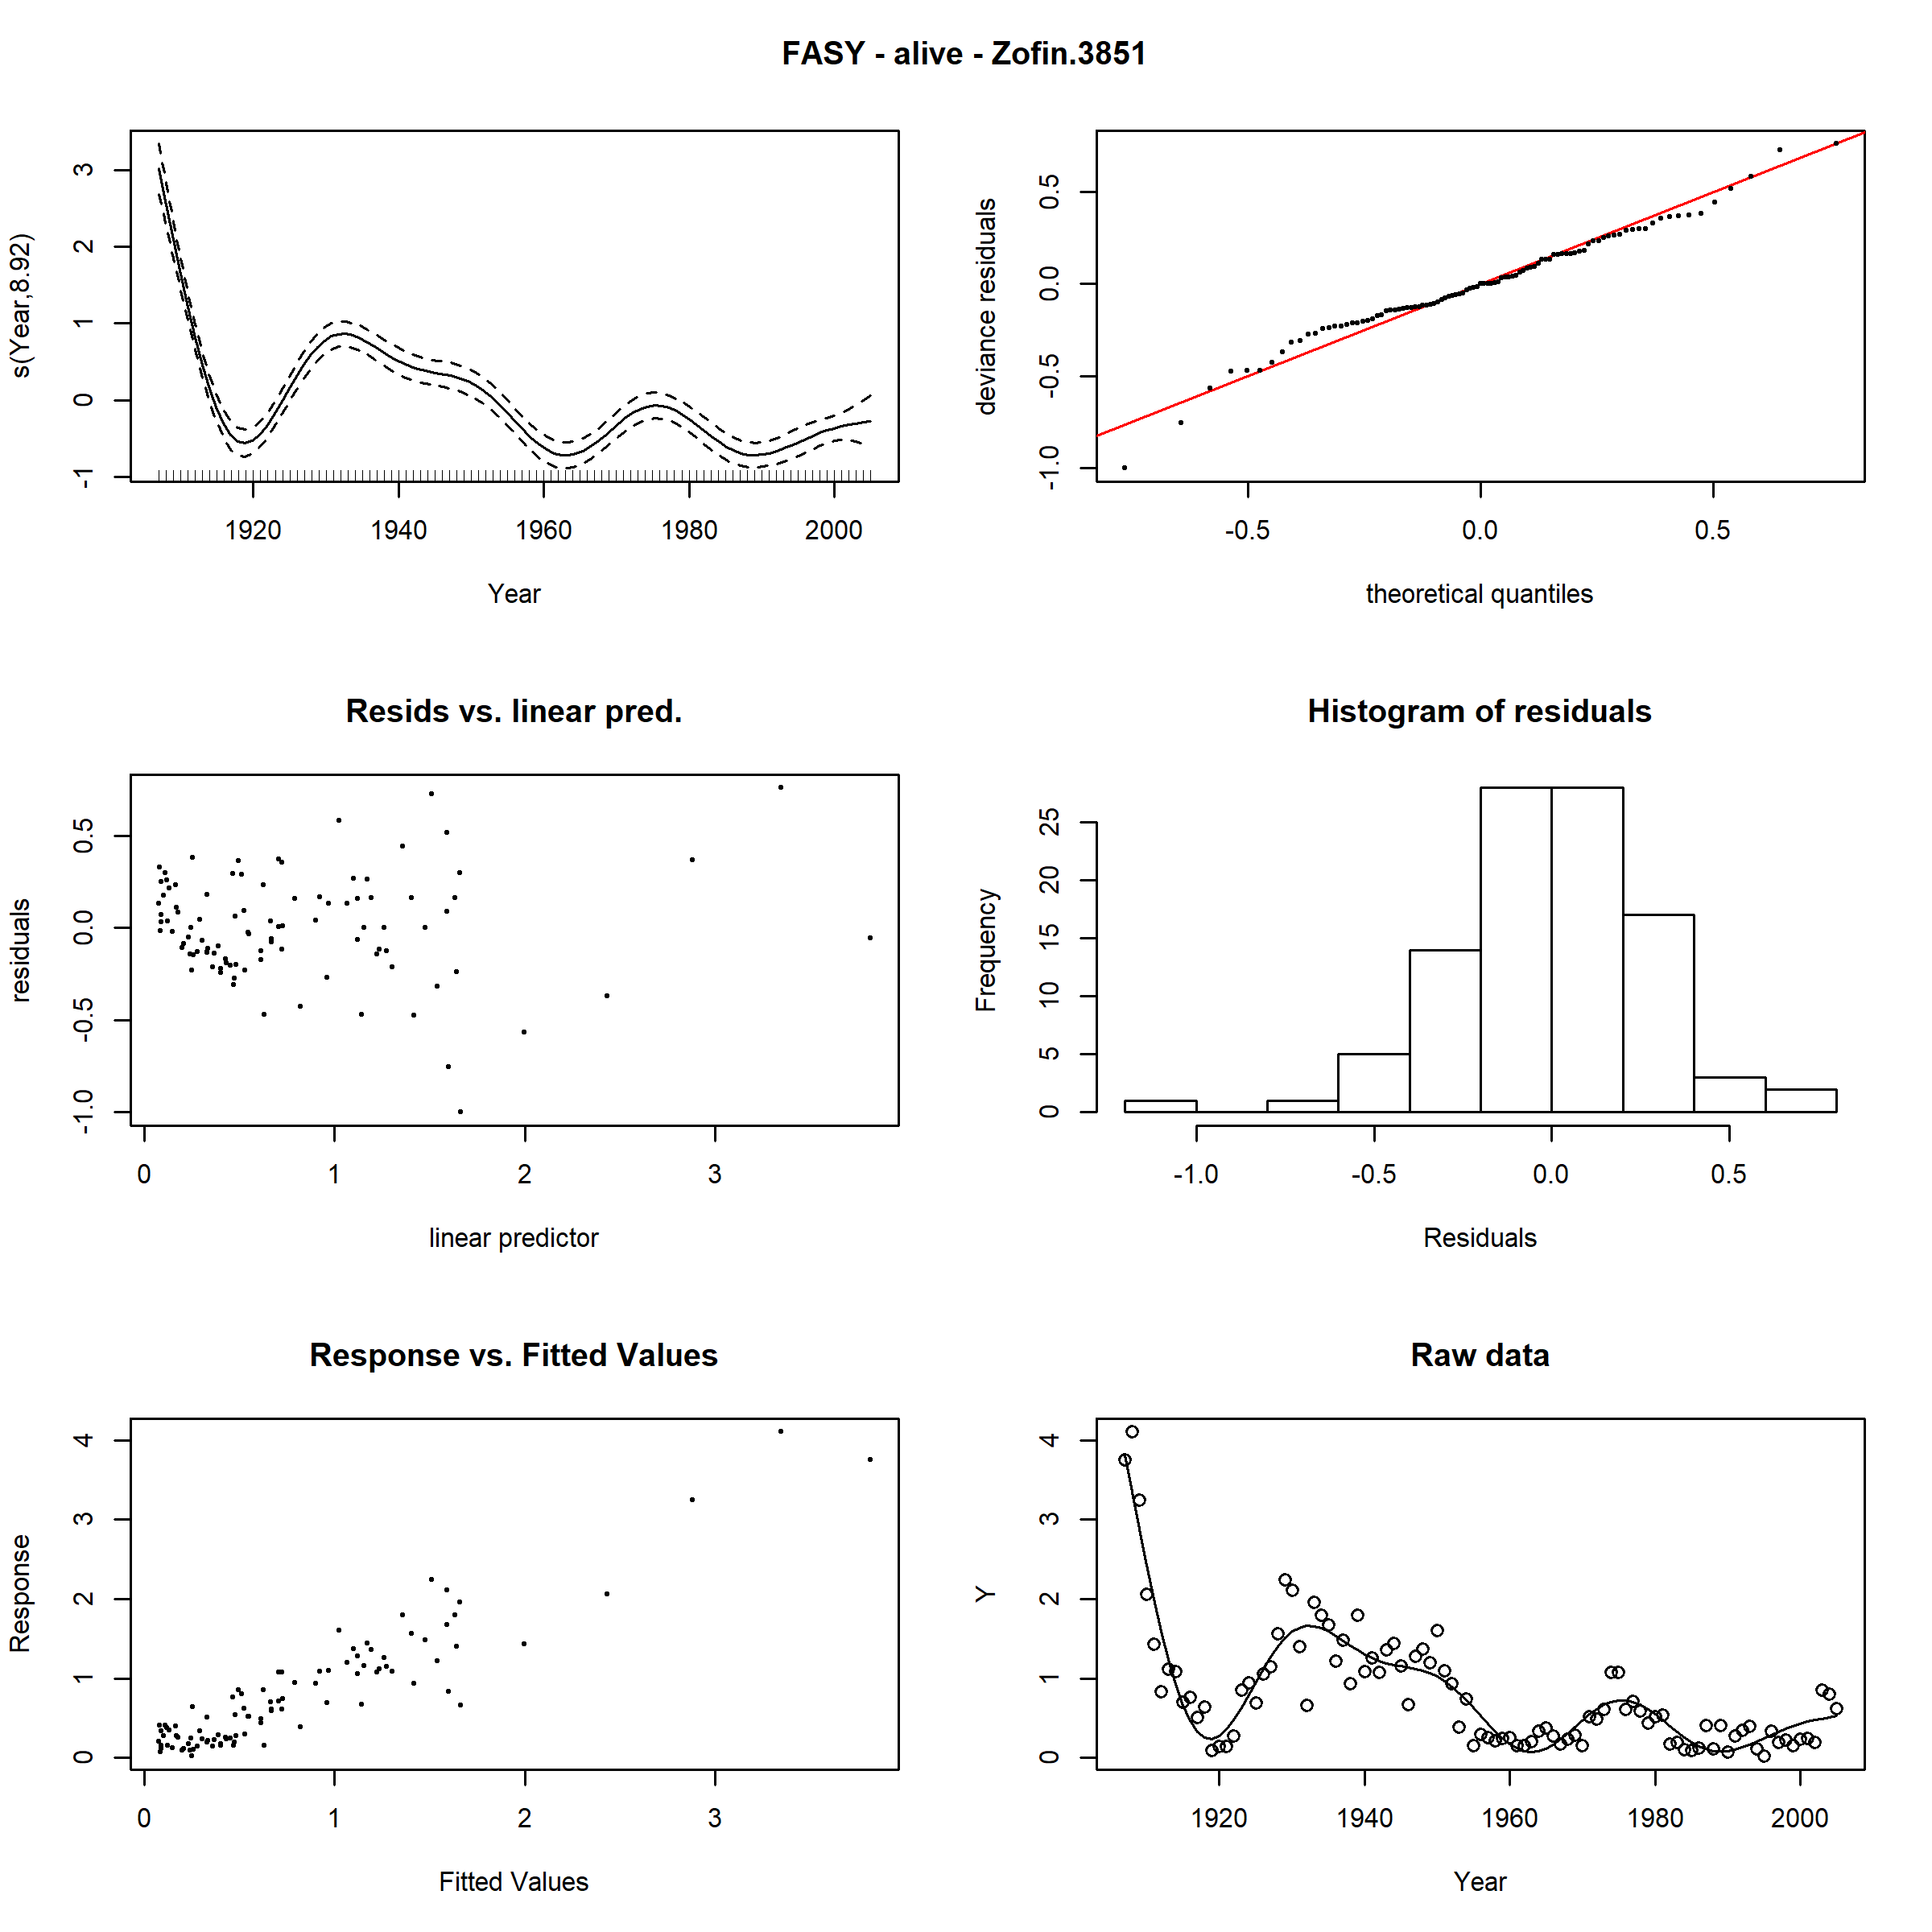 FASY - alive - Zofin.3851
s(Year,8.92)
3
2
1
0
-1
1920 1940 1960 1980 2000
Year
deviance residuals
0.5
0.0
-0.5
-1.0
-0.5 0.0 0.5
theoretical quantiles
Resids vs. linear pred.
residuals
0.5
0.0
-0.5
-1.0
0 1 2 3
linear predictor
Histogram of residuals
Frequency
25
20
15
10
5
0
-1.0 -0.5 0.0 0.5
Residuals
Response vs. Fitted Values
Response
4
3
2
1
0
0 1 2 3
Fitted Values
Raw data
Y
4
3
2
1
0
1920 1940 1960 1980 2000
Year